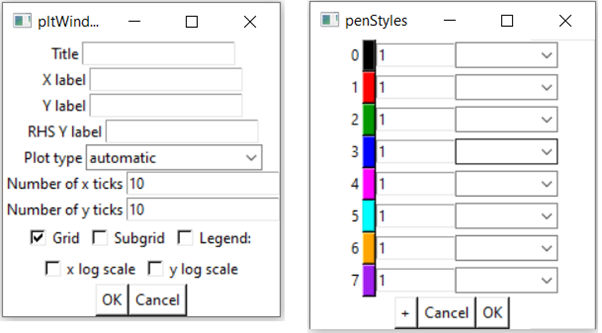 pltWind...
Title
X label
Y label
RHS Y label
Plot type automatic
Number of x ticks 10
Number of y ticks 10
Grid Subgrid Legend:
x log scale y log scale
OK Cancel
penStyles
0 1
1 1
2 1
3 1
4 1
5 1
6 1
7 1
+ Cancel OK